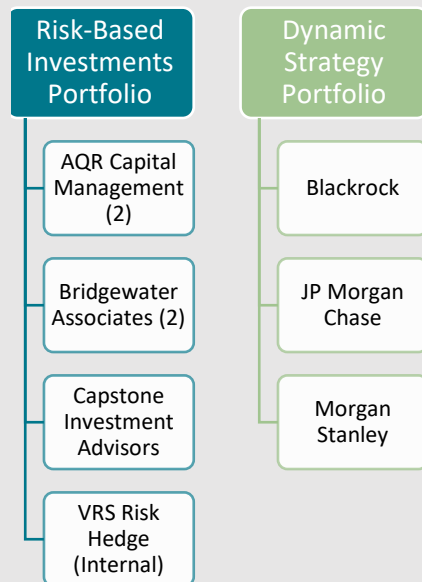 Risk-Based
Investments
Portfolio
AQR Capital
Management
(2)
Bridgewater
Associates (2)
Capstone
Investment
Advisors
VRS Risk
Hedge
(Internal)
Dynamic
Strategy
Portfolio
Blackrock
JP Morgan
Chase
Morgan
Stanley